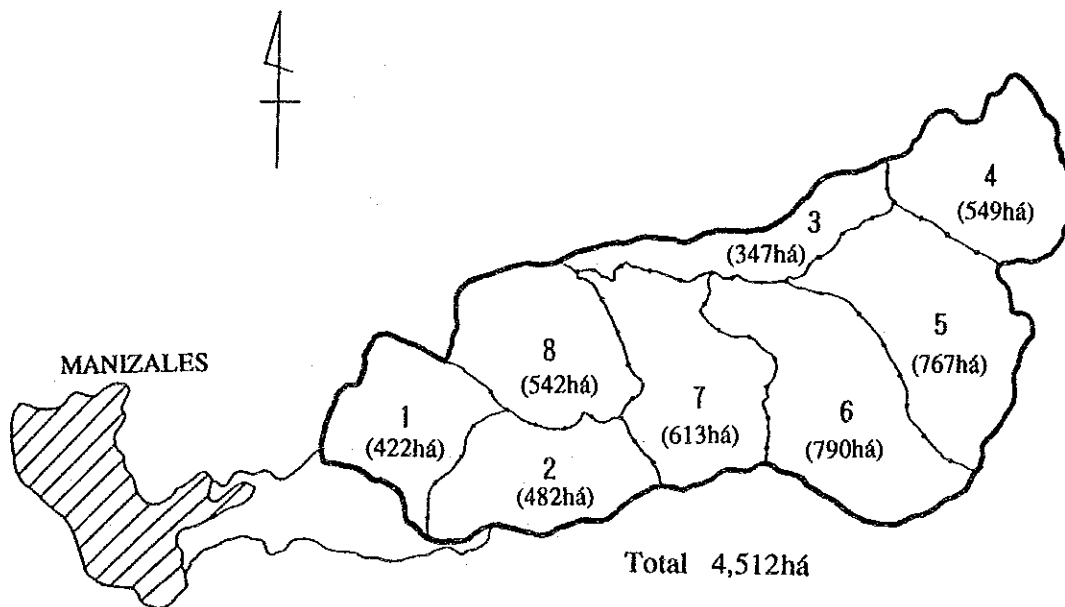 4
(549há)
3
(347há)
5
(767há)
MANIZALES
8
(542há)
7
(613há)
6
(790há)
1
(422há)
2
(482há)
Total 4,512há